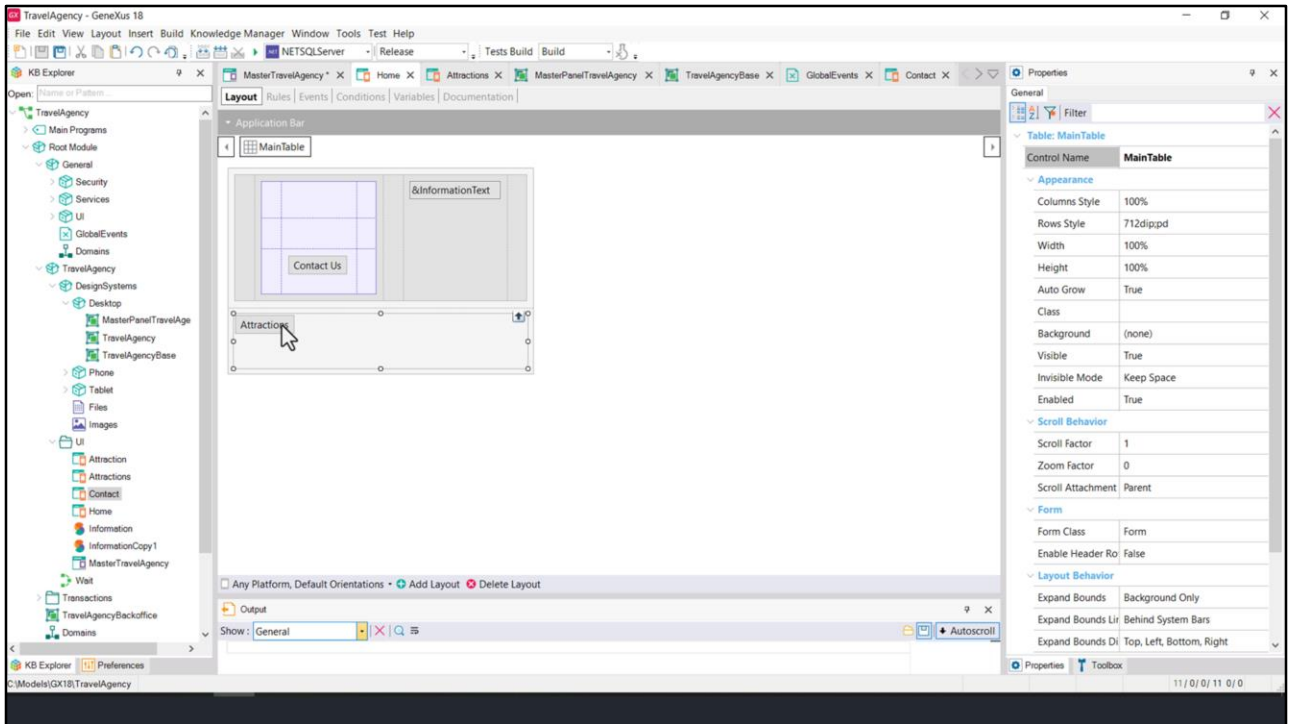 TravelAgency - GeneXus 18
File Edit View Layout Insert Build Knowledge Manager Window Tools Test Help
NETSQLServer Release Tests Build Build
KB Explorer
Open: Name or Pattern...
TravelAgency
Main Programs
Root Module
General
Security
Services
UI
GlobalEvents
Domains
TravelAgency
DesignSystems
Desktop
MasterPanelTravelAge
TravelAgency
TravelAgencyBase
Phone
Tablet
Files
Images
UI
Attraction
Attractions
Contact
Home
Information
InformationCopy1
MasterTravelAgency
Wait
Transactions
TravelAgencyBackoffice
Domains
KB Explorer Preferences
MasterTravelAgency * X Home X Attractions X MasterPanelTravelAgency X TravelAgencyBase X GlobalEvents X Contact X
Layout Rules Events Conditions Variables Documentation
Application Bar
MainTable
&InformationText
Contact Us
Attractions
Any Platform, Default Orientations Add Layout Delete Layout
Output
Show: General Autoscroll
Properties
General
Filter
Table: MainTable
Control Name MainTable
Appearance
Columns Style 100%
Rows Style 712dip;pd
Width 100%
Height 100%
Auto Grow True
Class
Background (none)
Visible True
Invisible Mode Keep Space
Enabled True
Scroll Behavior
Scroll Factor 1
Zoom Factor 0
Scroll Attachment Parent
Form
Form Class Form
Enable Header Ro False
Layout Behavior
Expand Bounds Background Only
Expand Bounds Lir Behind System Bars
Expand Bounds Di Top, Left, Bottom, Right
Properties Toolbox
C:\Models\GX18\TravelAgency
11/0/0/11 0/0